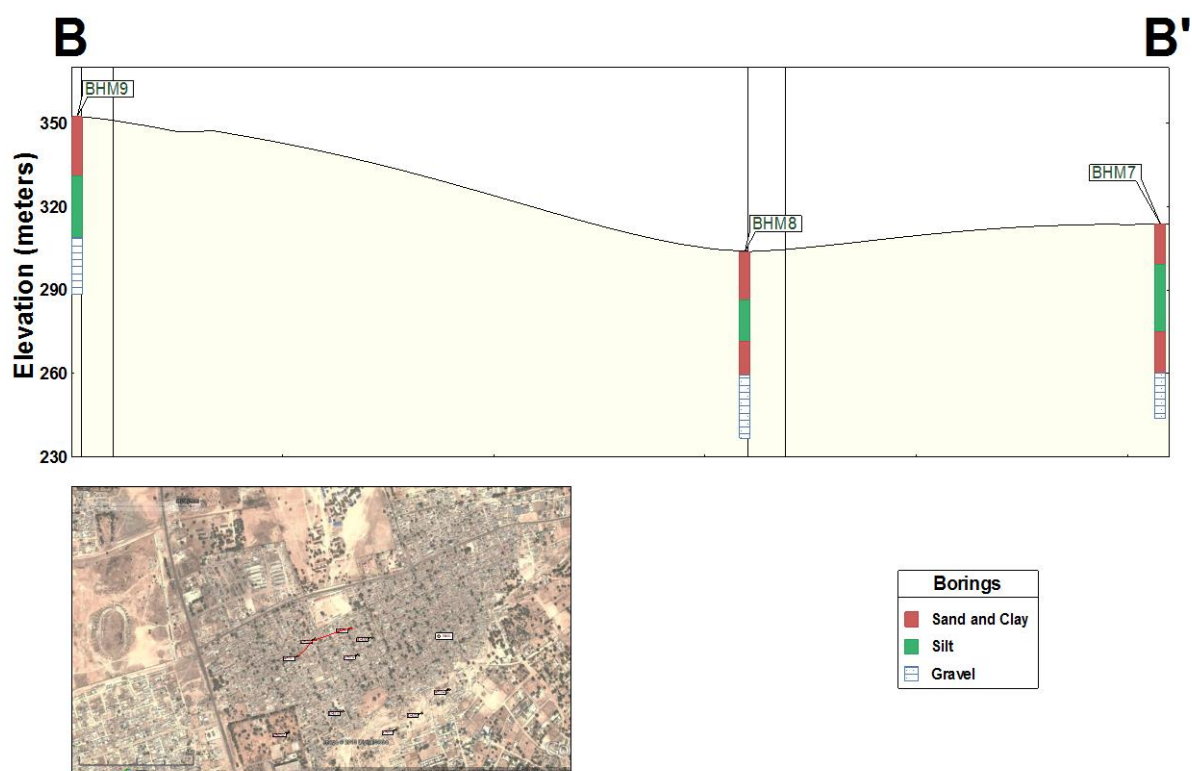 B B'
BHM9
350
BHM7
320
BHM8
Elevation (meters)
290
260
230
Borings
Sand and Clay
Silt
Gravel